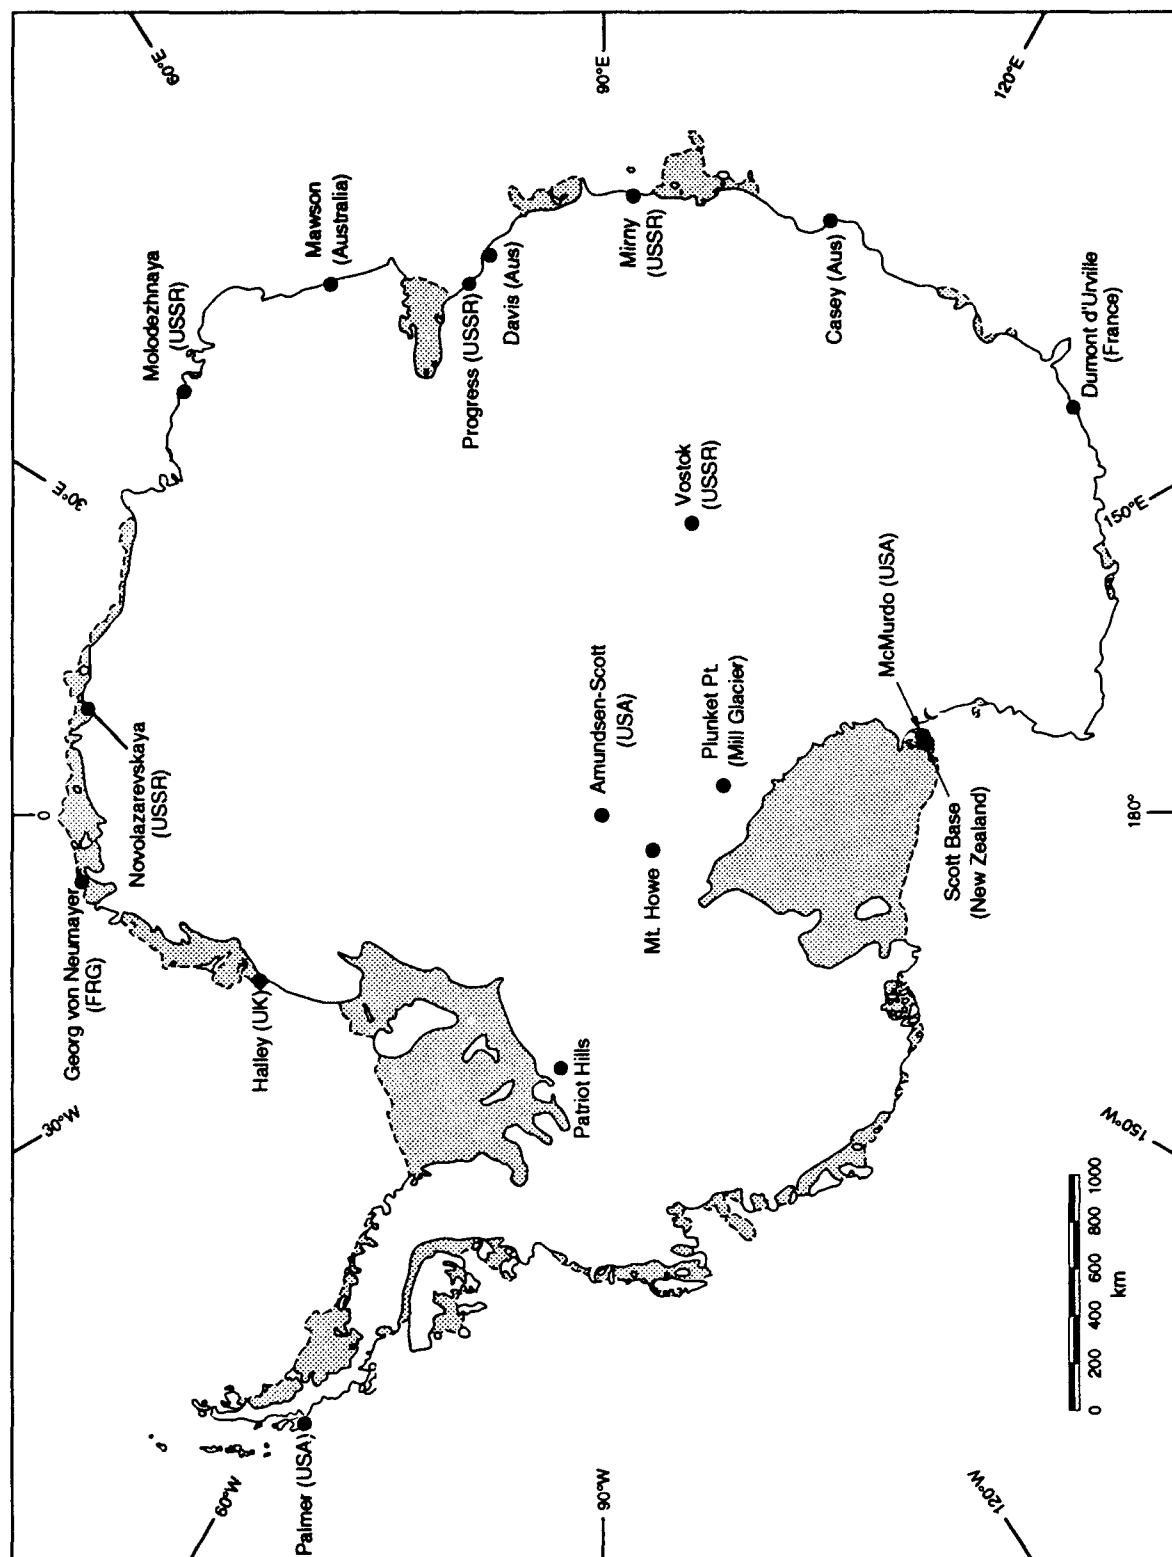 60°E
90°E
120°E
Molodezhnaya
(USSR)
Mawson
(Australia)
30°E
Progress (USSR)
Davis (Aus)
Mirny
(USSR)
Casey (Aus)
Dumont d'Urville
(France)
Vostok
(USSR)
150°E
McMurdo (USA)
Amundsen-Scott
(USA)
Plunket Pt.
(Mill Glacier)
0
Novolazarevskaya
(USSR)
Mt. Howe
Scott Base
(New Zealand)
180°
Georg von Neumayer
(FRG)
Halley (UK)
Patriot Hills
30°W
150°W
Palmer (USA)
60°W
90°W
120°W
0 200 400 600 800 1000
km